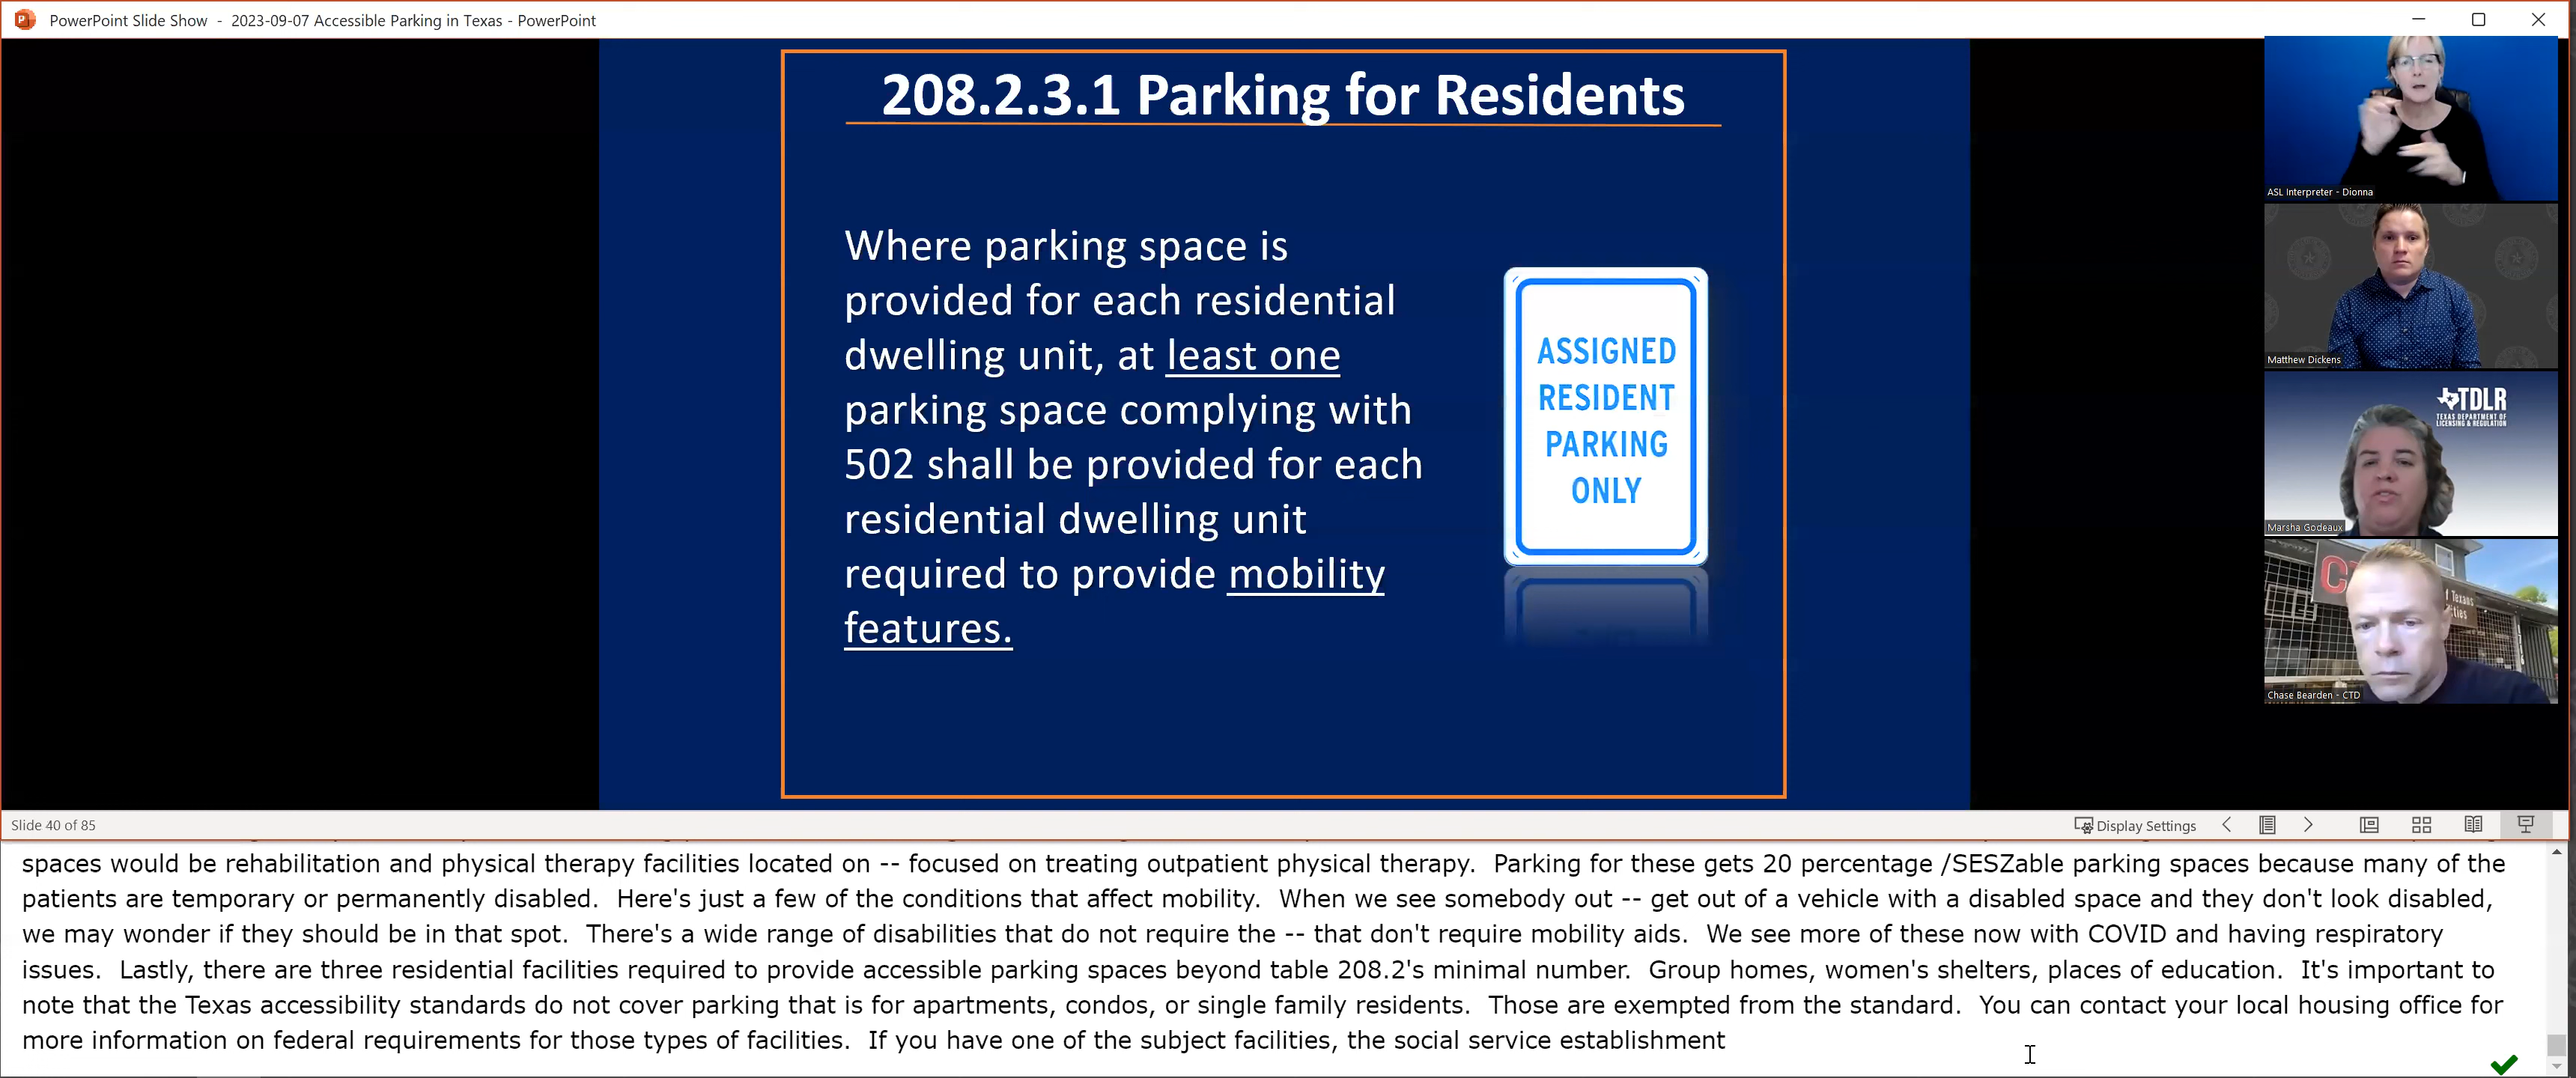 PowerPoint Slide Show - 2023-09-07 Accessible Parking in Texas - PowerPoint
208.2.3.1 Parking for Residents
Where parking space is
provided for each residential
dwelling unit, at least one
parking space complying with
502 shall be provided for each
residential dwelling unit
required to provide mobility
features.
ASSIGNED
RESIDENT
PARKING
ONLY
ASL Interpreter - Dionna
Matthew Dickens
TDLR
TEXAS DEPARTMENT OF
LICENSING & REGULATION
Marsha Godeaux
f Texans
ties
Chase Bearden - CTD
Slide 40 of 85
Display Settings
spaces would be rehabilitation and physical therapy facilities located on -- focused on treating outpatient physical therapy. Parking for these gets 20 percentage /SESZable parking spaces because many of the
patients are temporary or permanently disabled. Here's just a few of the conditions that affect mobility. When we see somebody out -- get out of a vehicle with a disabled space and they don't look disabled,
we may wonder if they should be in that spot. There's a wide range of disabilities that do not require the -- that don't require mobility aids. We see more of these now with COVID and having respiratory
issues. Lastly, there are three residential facilities required to provide accessible parking spaces beyond table 208.2's minimal number. Group homes, women's shelters, places of education. It's important to
note that the Texas accessibility standards do not cover parking that is for apartments, condos, or single family residents. Those are exempted from the standard. You can contact your local housing office for
more information on federal requirements for those types of facilities. If you have one of the subject facilities, the social service establishment